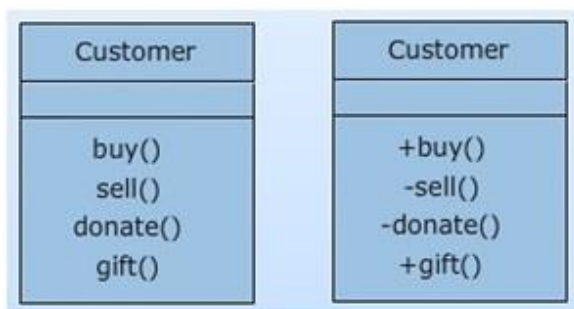 Customer
buy()
sell()
donate()
gift()
Customer
+buy()
-sell()
-donate()
+gift()